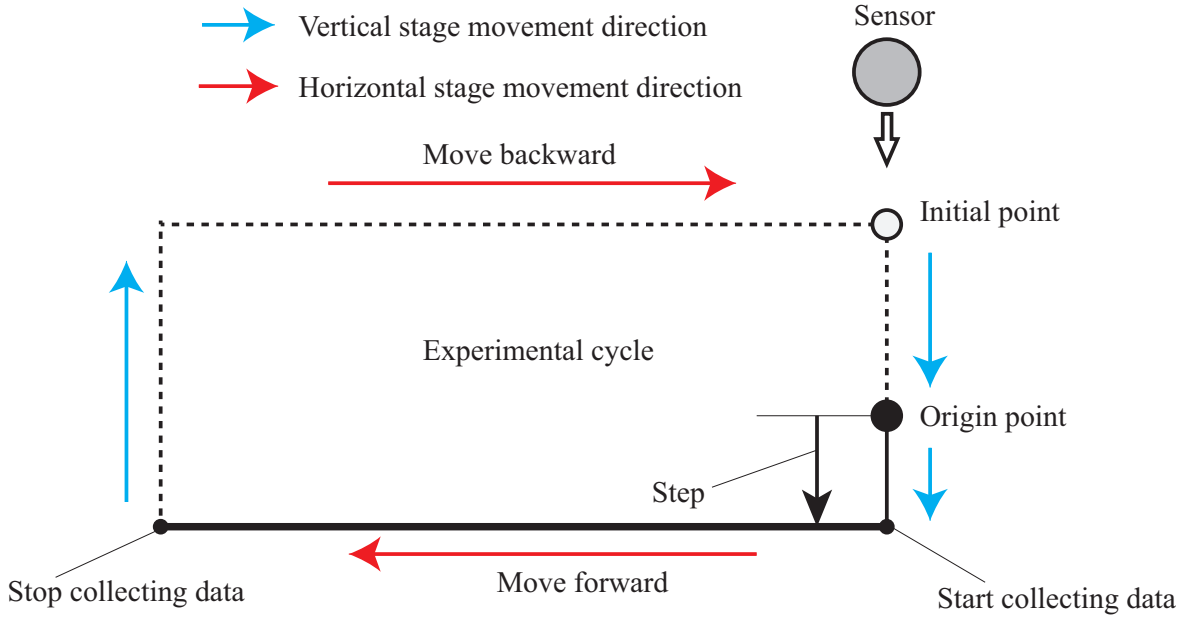 Sensor
Vertical stage movement direction
Horizontal stage movement direction
Move backward
Initial point
Experimental cycle
Origin point
Step
Move forward
Stop collecting data
Start collecting data